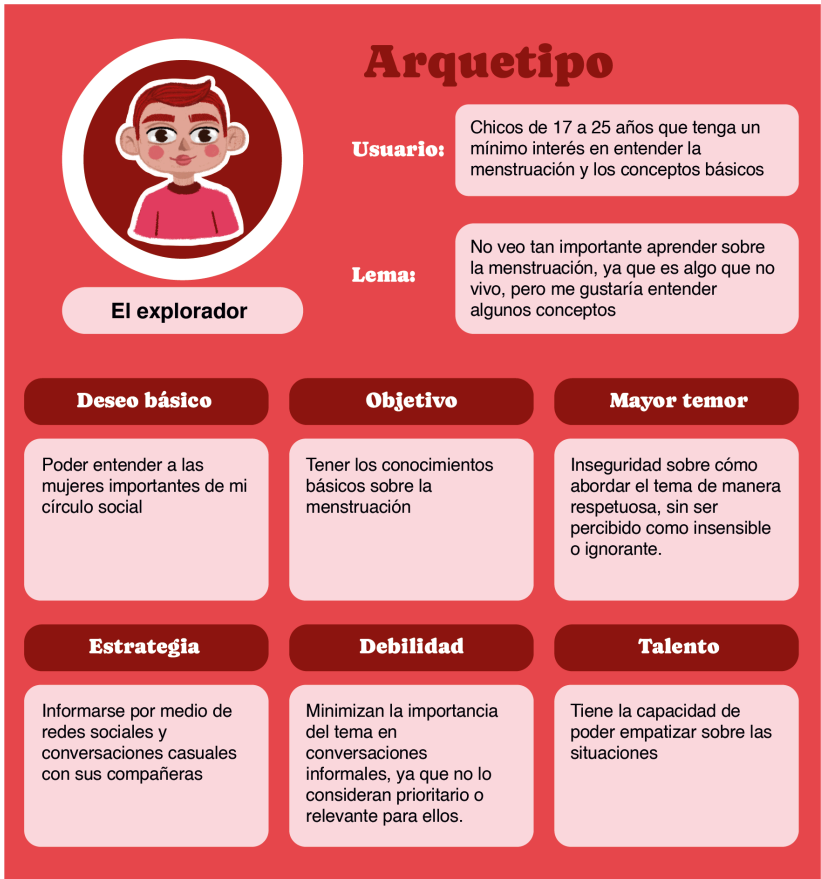 Arquetipo
Usuario:
Chicos de 17 a 25 años que tenga un
mínimo interés en entender la
menstruación y los conceptos básicos
Lema:
No veo tan importante aprender sobre
la menstruación, ya que es algo que no
vivo, pero me gustaría entender
algunos conceptos
El explorador
Deseo básico
Poder entender a las
mujeres importantes de mi
círculo social
Objetivo
Tener los conocimientos
básicos sobre la
menstruación
Mayor temor
Inseguridad sobre cómo
abordar el tema de manera
respetuosa, sin ser
percibido como insensible
o ignorante.
Estrategia
Informarse por medio de
redes sociales y
conversaciones casuales
con sus compañeras
Debilidad
Minimizan la importancia
del tema en
conversaciones
informales, ya que no lo
consideran prioritario o
relevante para ellos.
Talento
Tiene la capacidad de
poder empatizar sobre las
situaciones